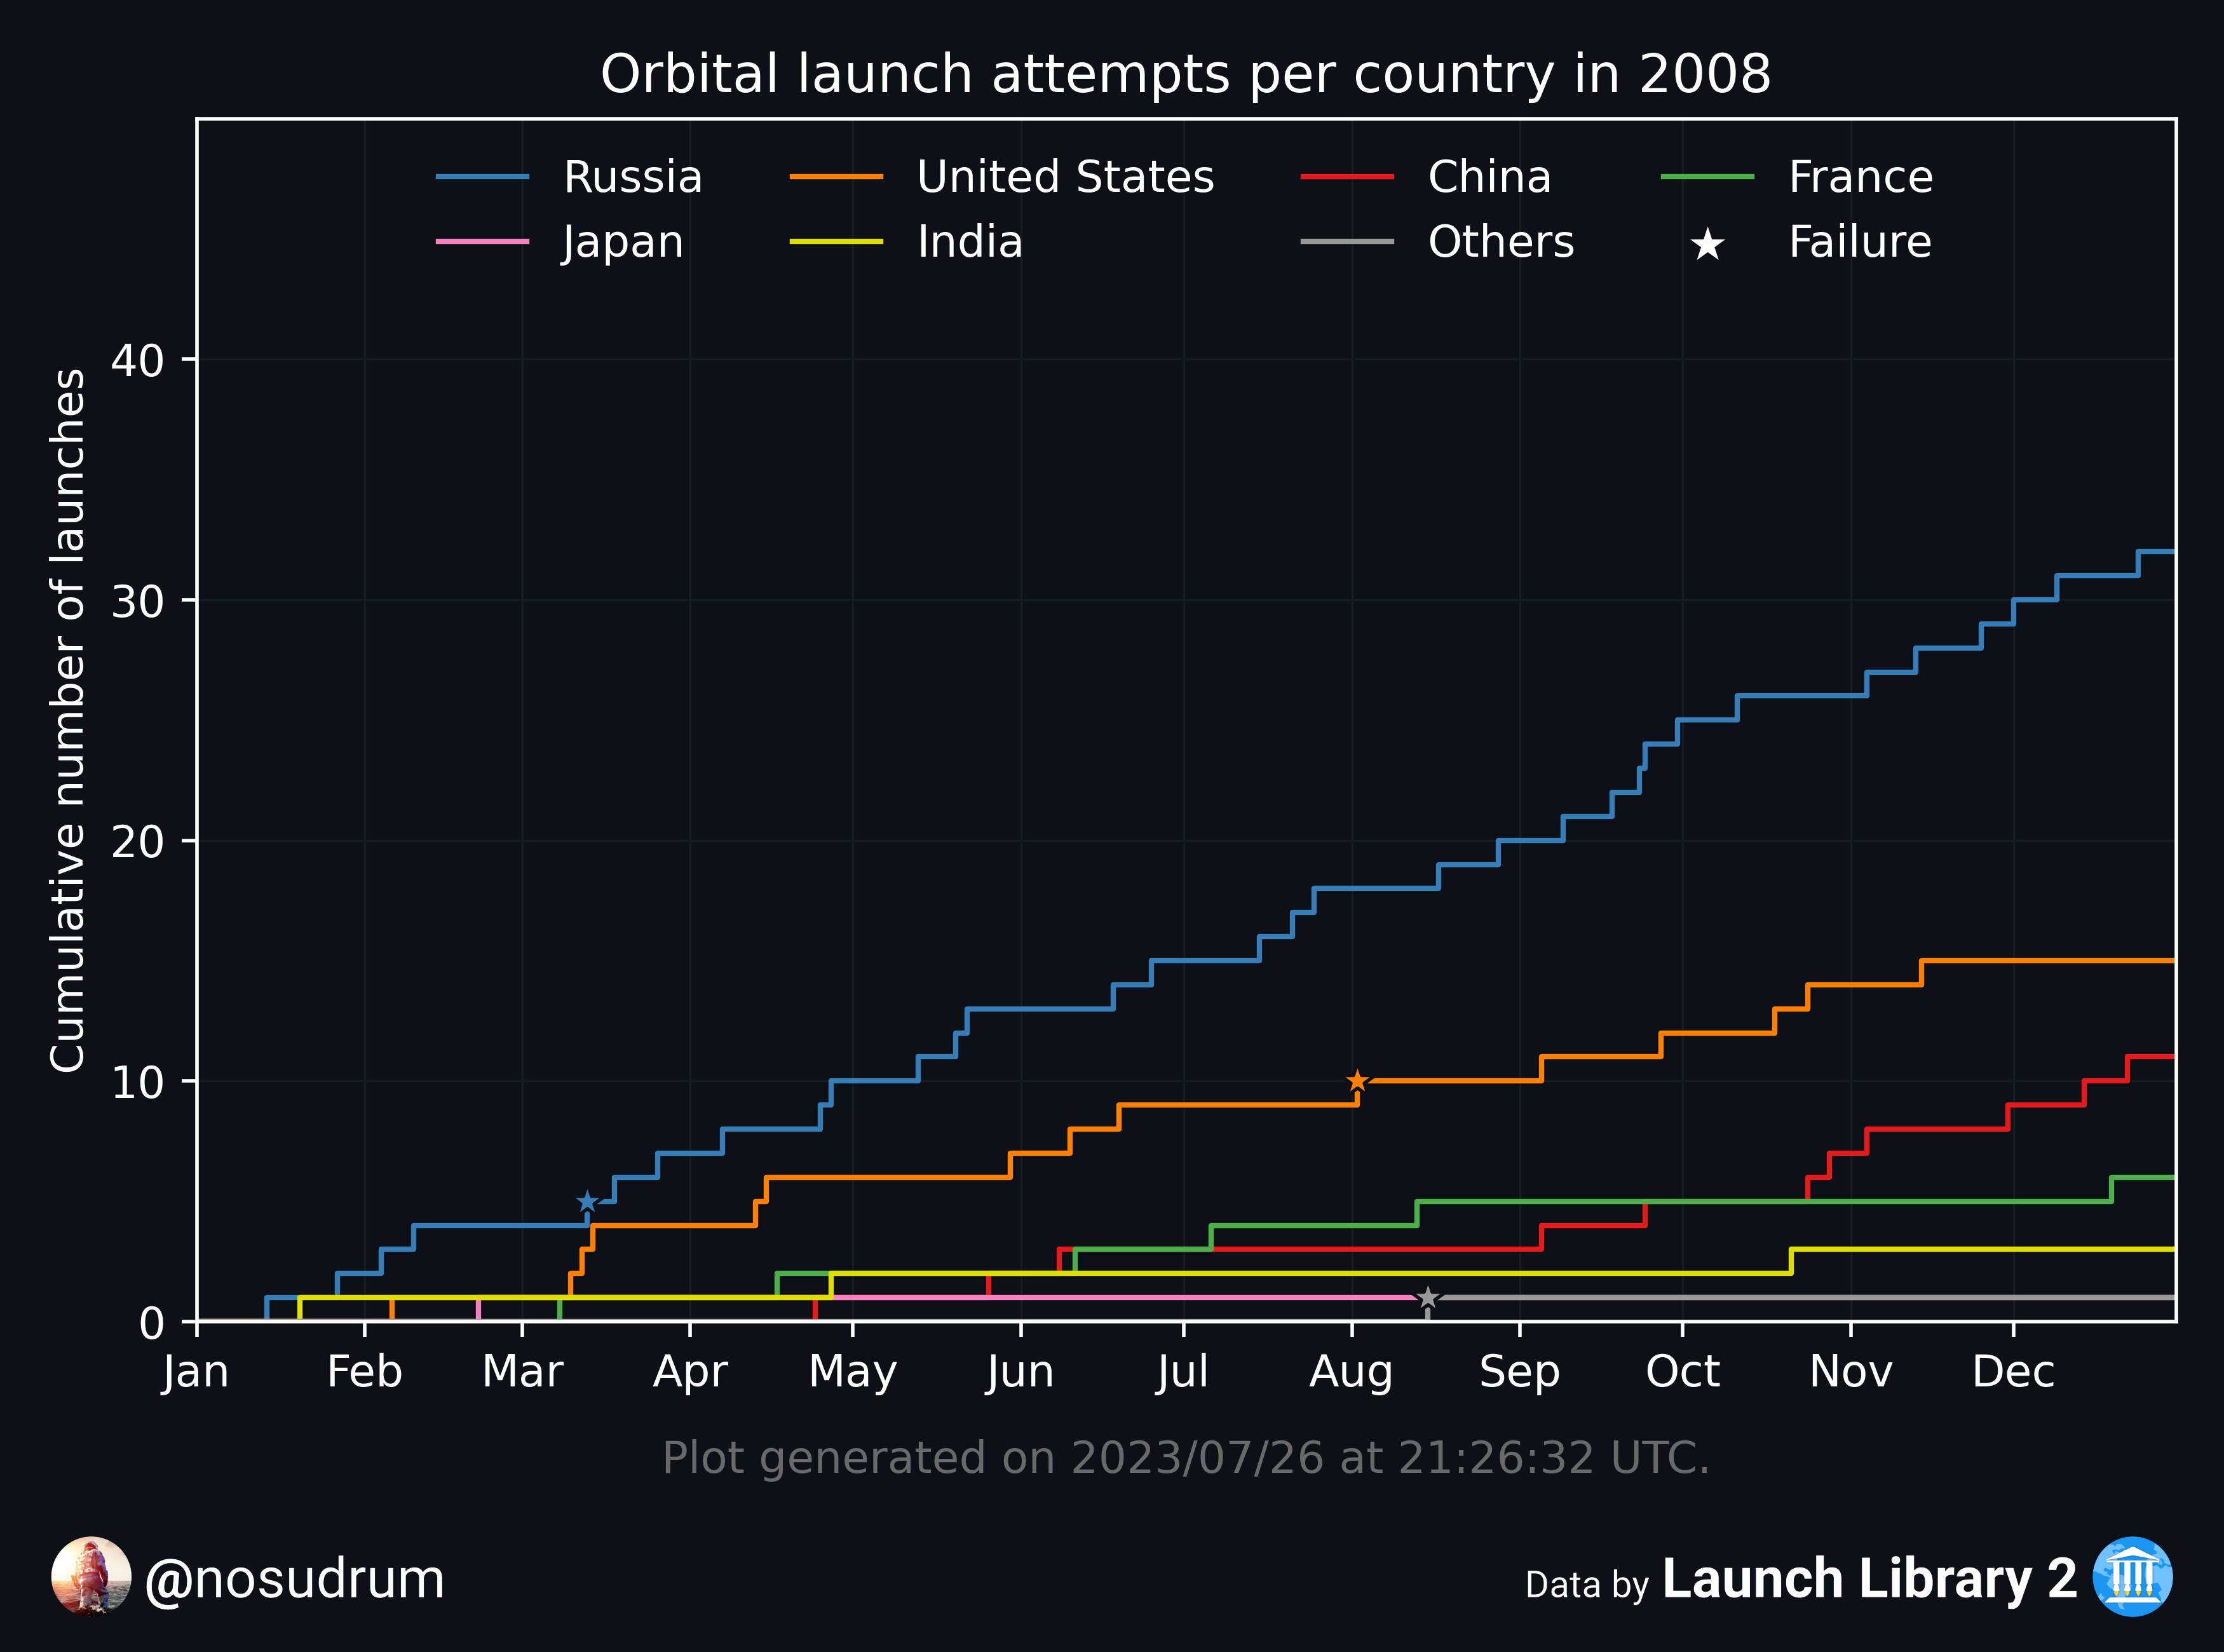 Orbital launch attempts per country in 2008
Russia United States China France
Japan India Others Failure
Cumulative number of launches
40
30
20
10
0
Jan Feb Mar Apr May Jun Jul Aug Sep Oct Nov Dec
Plot generated on 2023/07/26 at 21:26:32 UTC.
@nosudrum
Data by Launch Library 2